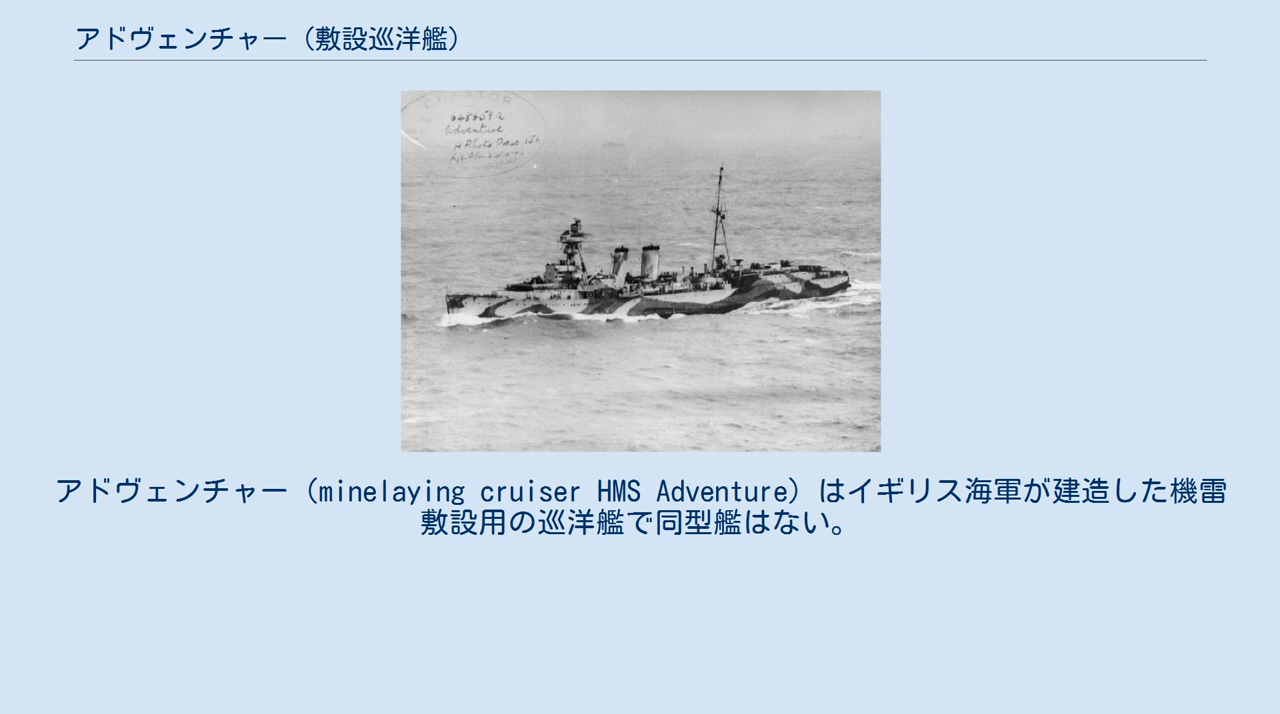 アドヴェンチャー（敷設巡洋艦）
Adventure
アドヴェンチャー（minelaying cruiser HMS Adventure）はイギリス海軍が建造した機雷
敷設用の巡洋艦で同型艦はない。